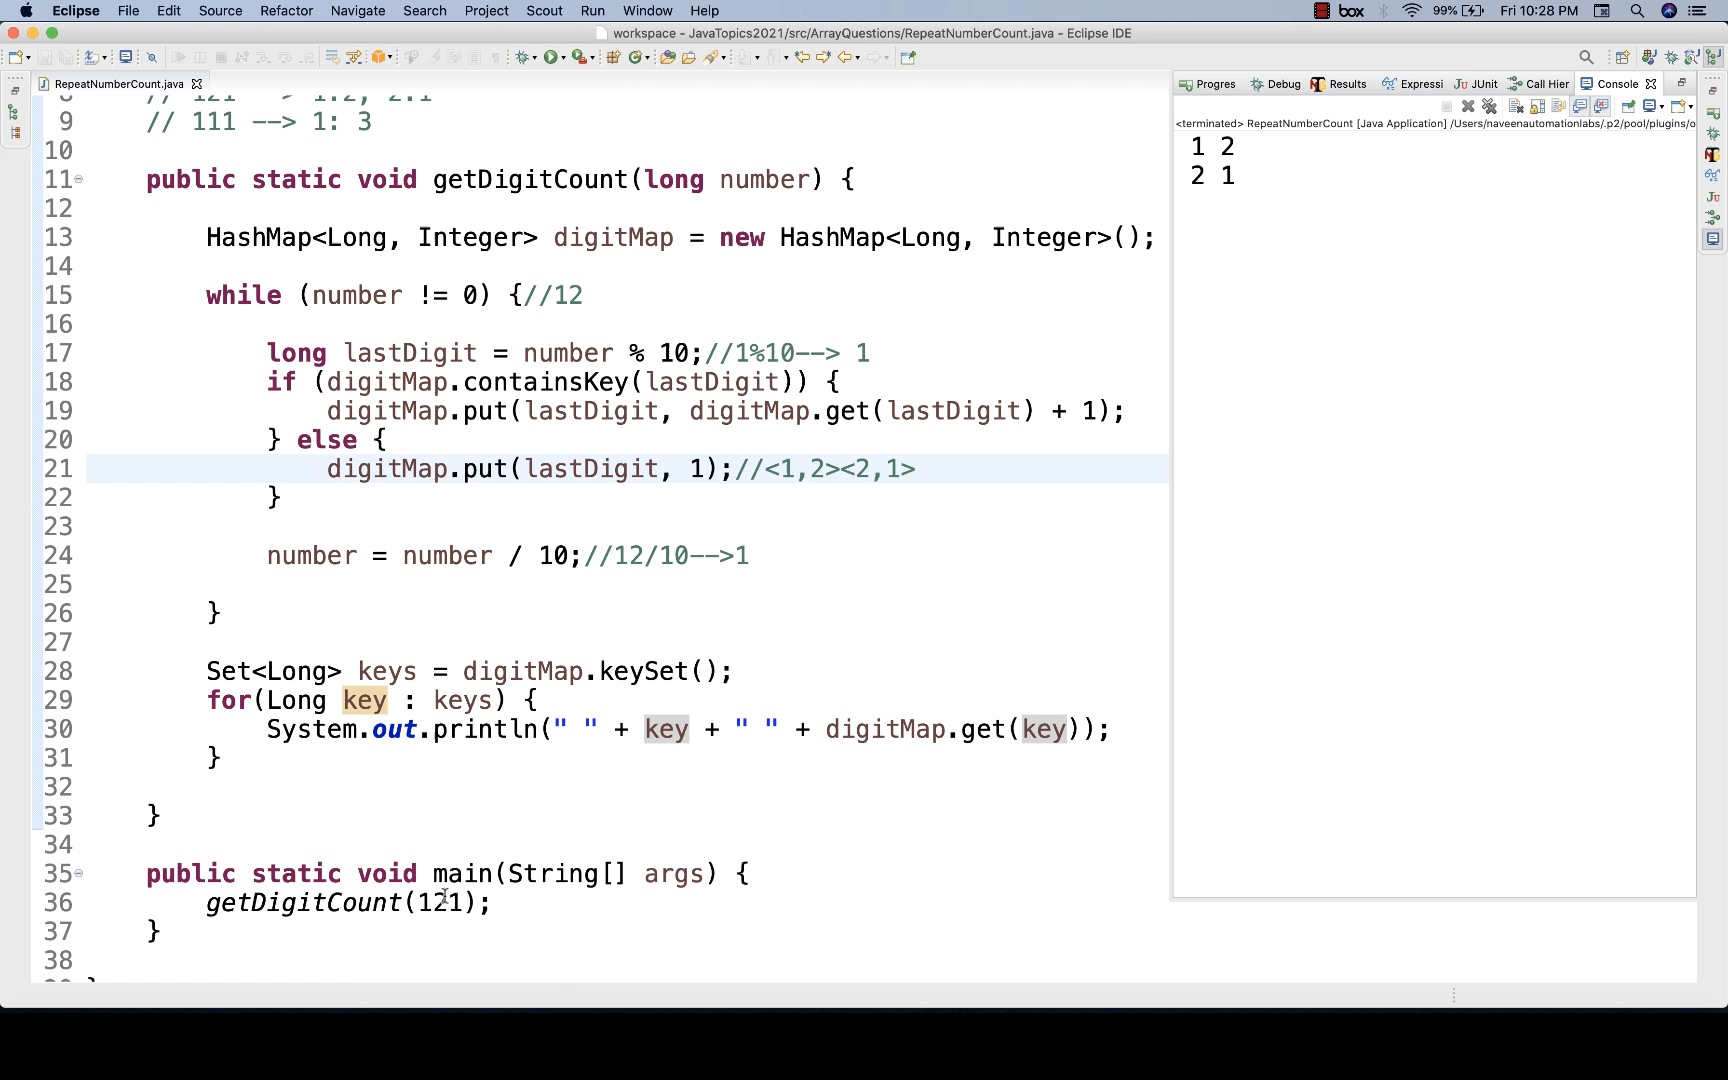 Eclipse File Edit Source Refactor Navigate Search Project Scout Run Window Help box 99% Fri 10:28 PM
workspace - JavaTopics2021/src/ArrayQuestions/RepeatNumberCount.java - Eclipse IDE
RepeatNumberCount.java
Progres Debug Results Expressi JUnit Call Hier Console
<terminated> RepeatNumberCount [Java Application] /Users/naveenautomationlabs/.p2/pool/plugins/o
1 2
2 1
8 // 121 --> 1:2, 2:1
9 // 111 --> 1: 3
10
11 public static void getDigitCount(long number) {
12
13 HashMap<Long, Integer> digitMap = new HashMap<Long, Integer>();
14
15 while (number != 0) {//12
16
17 long lastDigit = number % 10;//1%10--> 1
18 if (digitMap.containsKey(lastDigit)) {
19 digitMap.put(lastDigit, digitMap.get(lastDigit) + 1);
20 } else {
21 digitMap.put(lastDigit, 1);//<1,2><2,1>
22 }
23
24 number = number / 10;//12/10-->1
25
26 }
27
28 Set<Long> keys = digitMap.keySet();
29 for(Long key : keys) {
30 System.out.println(" " + key + " " + digitMap.get(key));
31 }
32
33 }
34
35 public static void main(String[] args) {
36 getDigitCount(121);
37 }
38